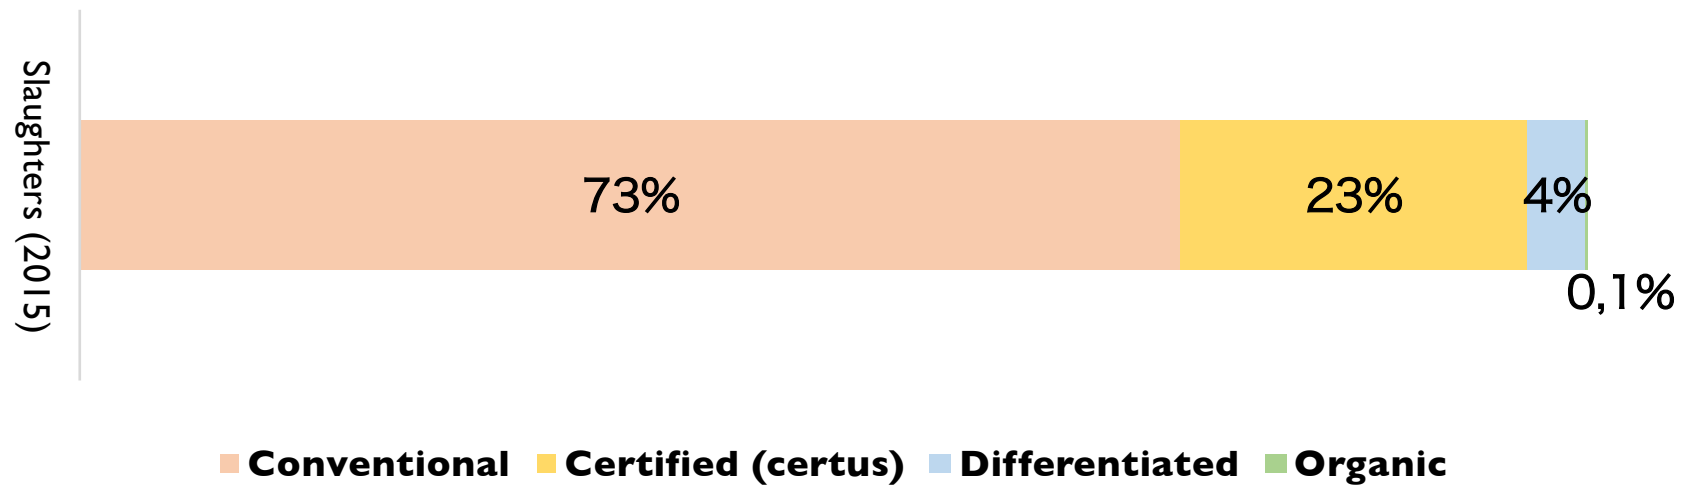 Slaughters (2015)
73%
23%
4%
0,1%
Conventional
Certified (certus)
Differentiated
Organic